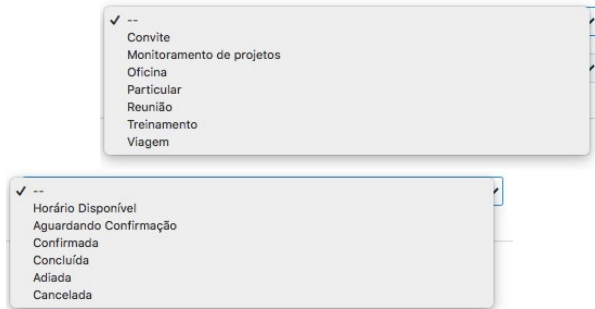 ✓ --
Convite
Monitoramento de projetos
Oficina
Particular
Reunião
Treinamento
Viagem
✓ --
Horário Disponível
Aguardando Confirmação
Confirmada
Concluída
Adiada
Cancelada